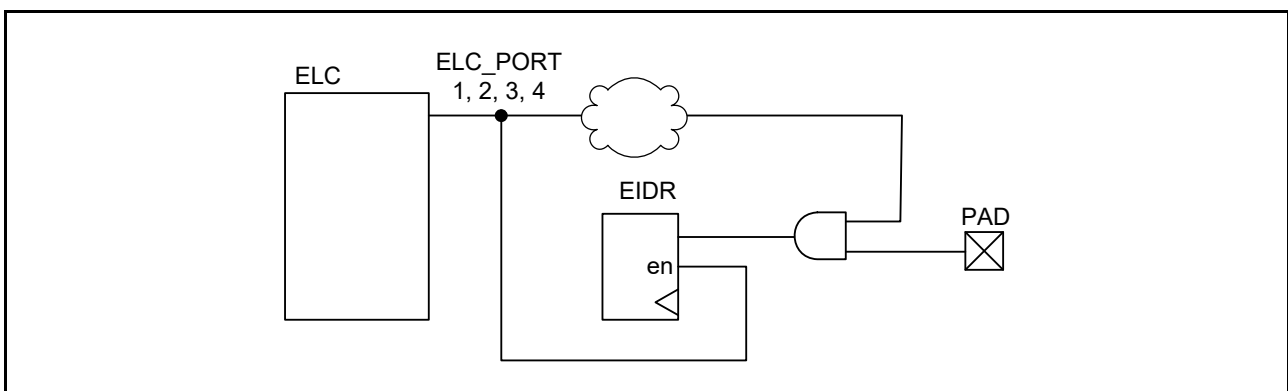 ELC
ELC_PORT
1, 2, 3, 4
EIDR
en
PAD